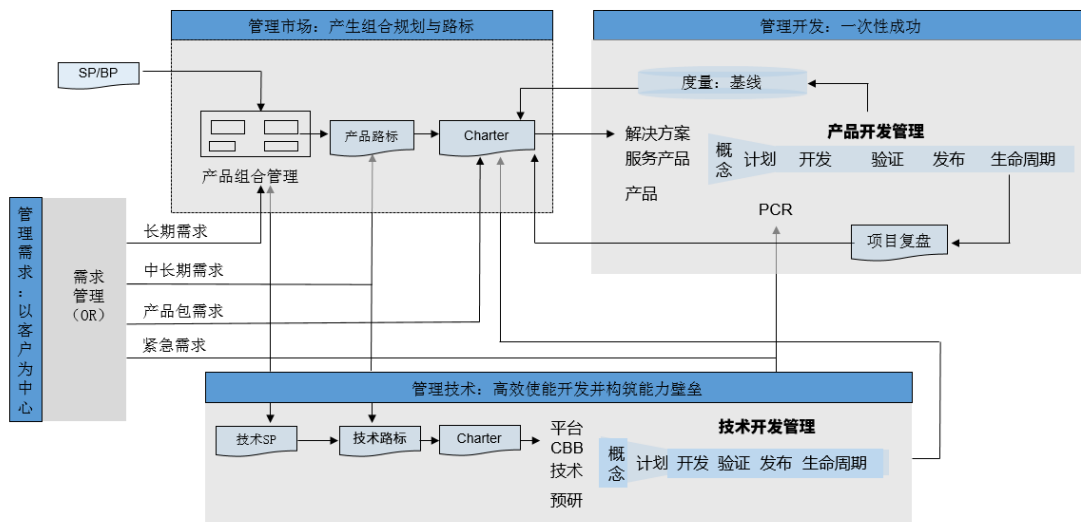 管理市场：产生组合规划与路标
SP/BP
产品组合管理
产品路标
Charter
管理开发：一次性成功
度量：基线
解决方案
服务产品
产品
产品开发管理
概念
计划
开发
验证
发布
生命周期
PCR
项目复盘
管理需求：以客户为中心
需求
管理
（OR）
长期需求
中长期需求
产品包需求
紧急需求
管理技术：高效使能开发并构筑能力壁垒
技术SP
技术路标
Charter
平台
CBB
技术
预研
技术开发管理
概念
计划
开发
验证
发布
生命周期